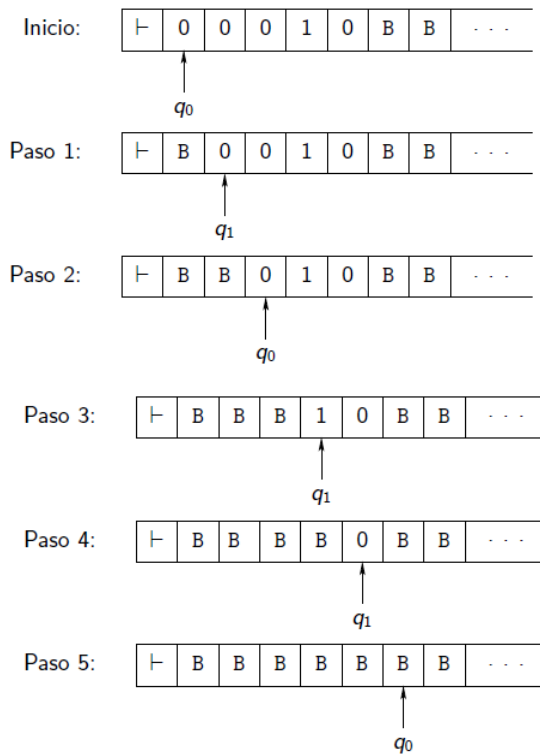 Inicio: ⊢ 0 0 0 1 0 B B · · ·
q0
Paso 1: ⊢ B 0 0 1 0 B B · · ·
q1
Paso 2: ⊢ B B 0 1 0 B B · · ·
q0
Paso 3: ⊢ B B B 1 0 B B · · ·
q1
Paso 4: ⊢ B B B B 0 B B · · ·
q1
Paso 5: ⊢ B B B B B B B · · ·
q0